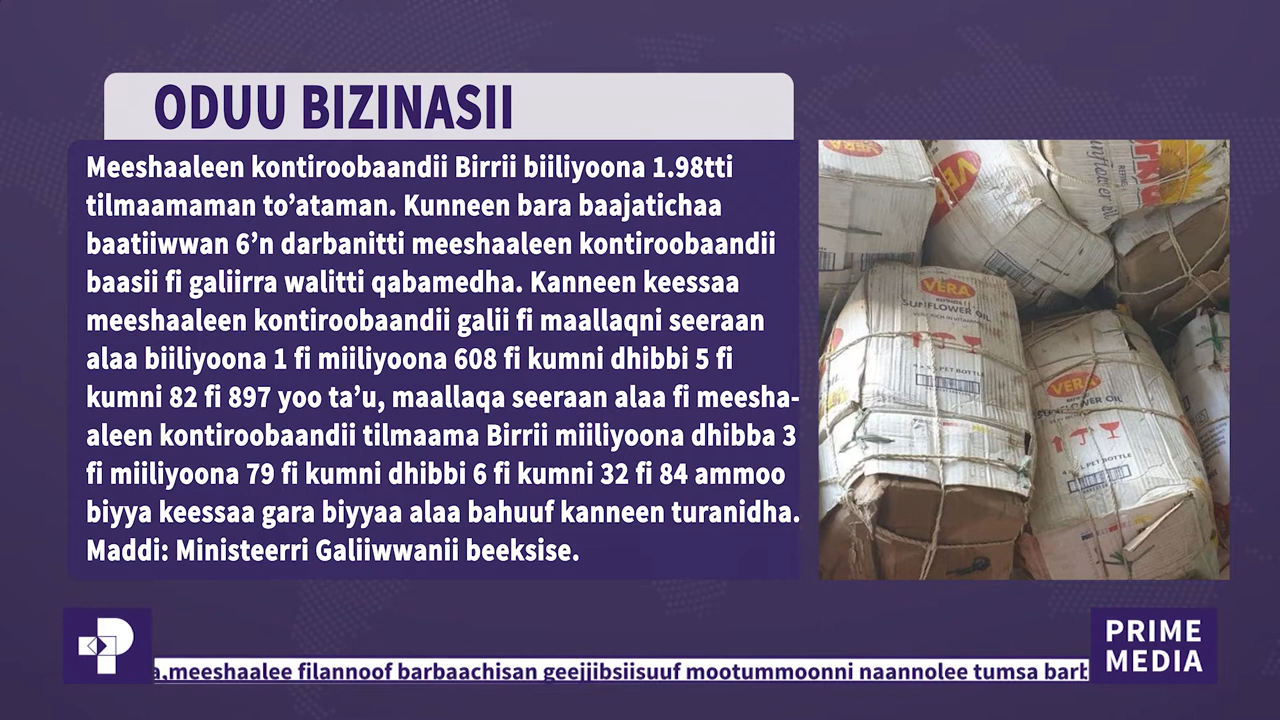 ODUU BIZINASII
Meeshaaleen kontiroobaandii Birrii biiliyoona 1.98tti
tilmaamaman to’ataman. Kunneen bara baajatichaa
baatiiwwan 6’n darbanitti meeshaaleen kontiroobaandii
baasii fi galiirra walitti qabamedha. Kanneen keessaa
meeshaaleen kontiroobaandii galii fi maallaqni seeraan
alaa biiliyoona 1 fi miiliyoona 608 fi kumni dhibbi 5 fi
kumni 82 fi 897 yoo ta’u, maallaqa seeraan alaa fi meesha-
aleen kontiroobaandii tilmaama Birrii miiliyoona dhibba 3
fi miiliyoona 79 fi kumni dhibbi 6 fi kumni 32 fi 84 ammoo
biyya keessaa gara biyyaa alaa bahuuf kanneen turanidha.
Maddi: Ministeerri Galiiwwanii beeksise.
VERA
SUNFLOWER OIL
PET BOTTL
VERA
SUNFLOWER OIL
PET BOTTLE
PRIME
MEDIA
a,meeshaalee filannoof barbaachisan geejjibsiisuuf mootummoonni naannolee tumsa barb